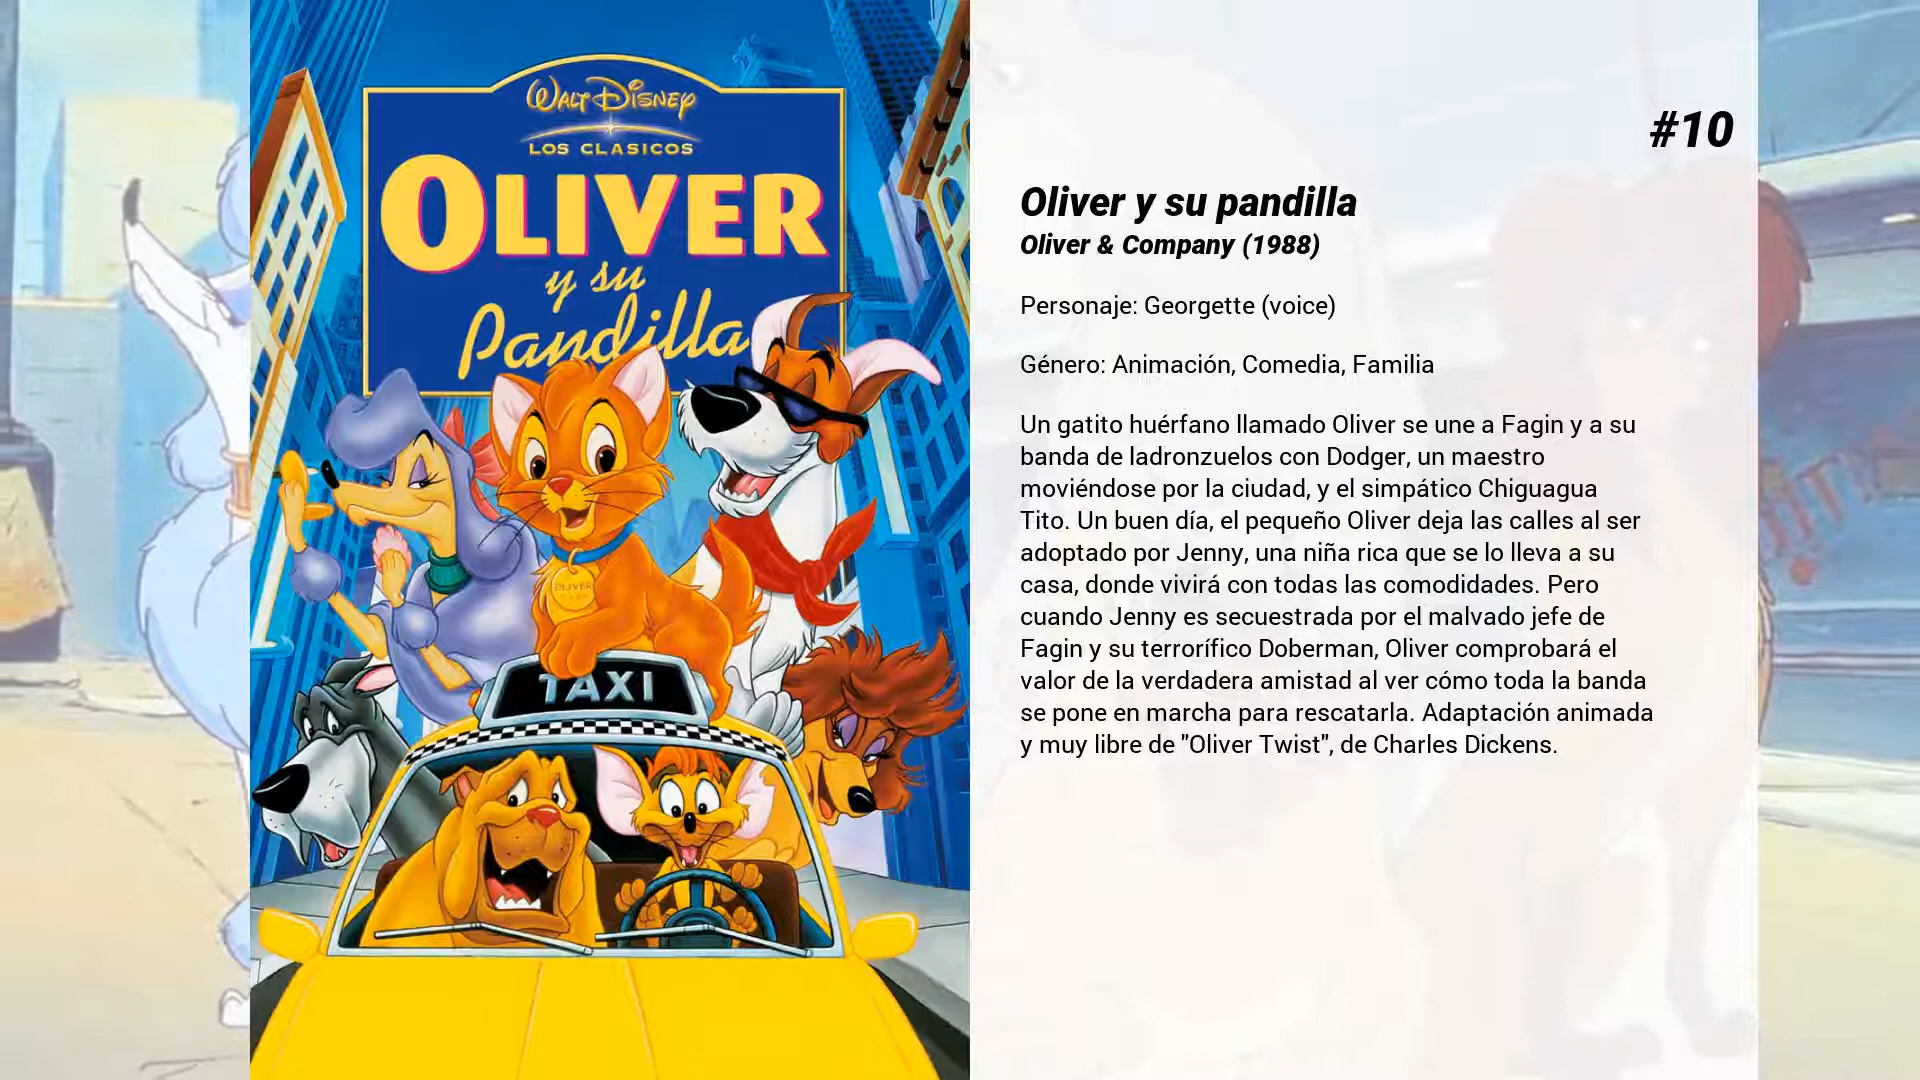 WALT DISNEY
LOS CLASICOS
OLIVER
y su
Pandilla
OLIVER
TAXI
#10
Oliver y su pandilla
Oliver & Company (1988)
Personaje: Georgette (voice)
Género: Animación, Comedia, Familia
Un gatito huérfano llamado Oliver se une a Fagin y a su
banda de ladronzuelos con Dodger, un maestro
moviéndose por la ciudad, y el simpático Chiguagua
Tito. Un buen día, el pequeño Oliver deja las calles al ser
adoptado por Jenny, una niña rica que se lo lleva a su
casa, donde vivirá con todas las comodidades. Pero
cuando Jenny es secuestrada por el malvado jefe de
Fagin y su terrorífico Doberman, Oliver comprobará el
valor de la verdadera amistad al ver cómo toda la banda
se pone en marcha para rescatarla. Adaptación animada
y muy libre de "Oliver Twist", de Charles Dickens.